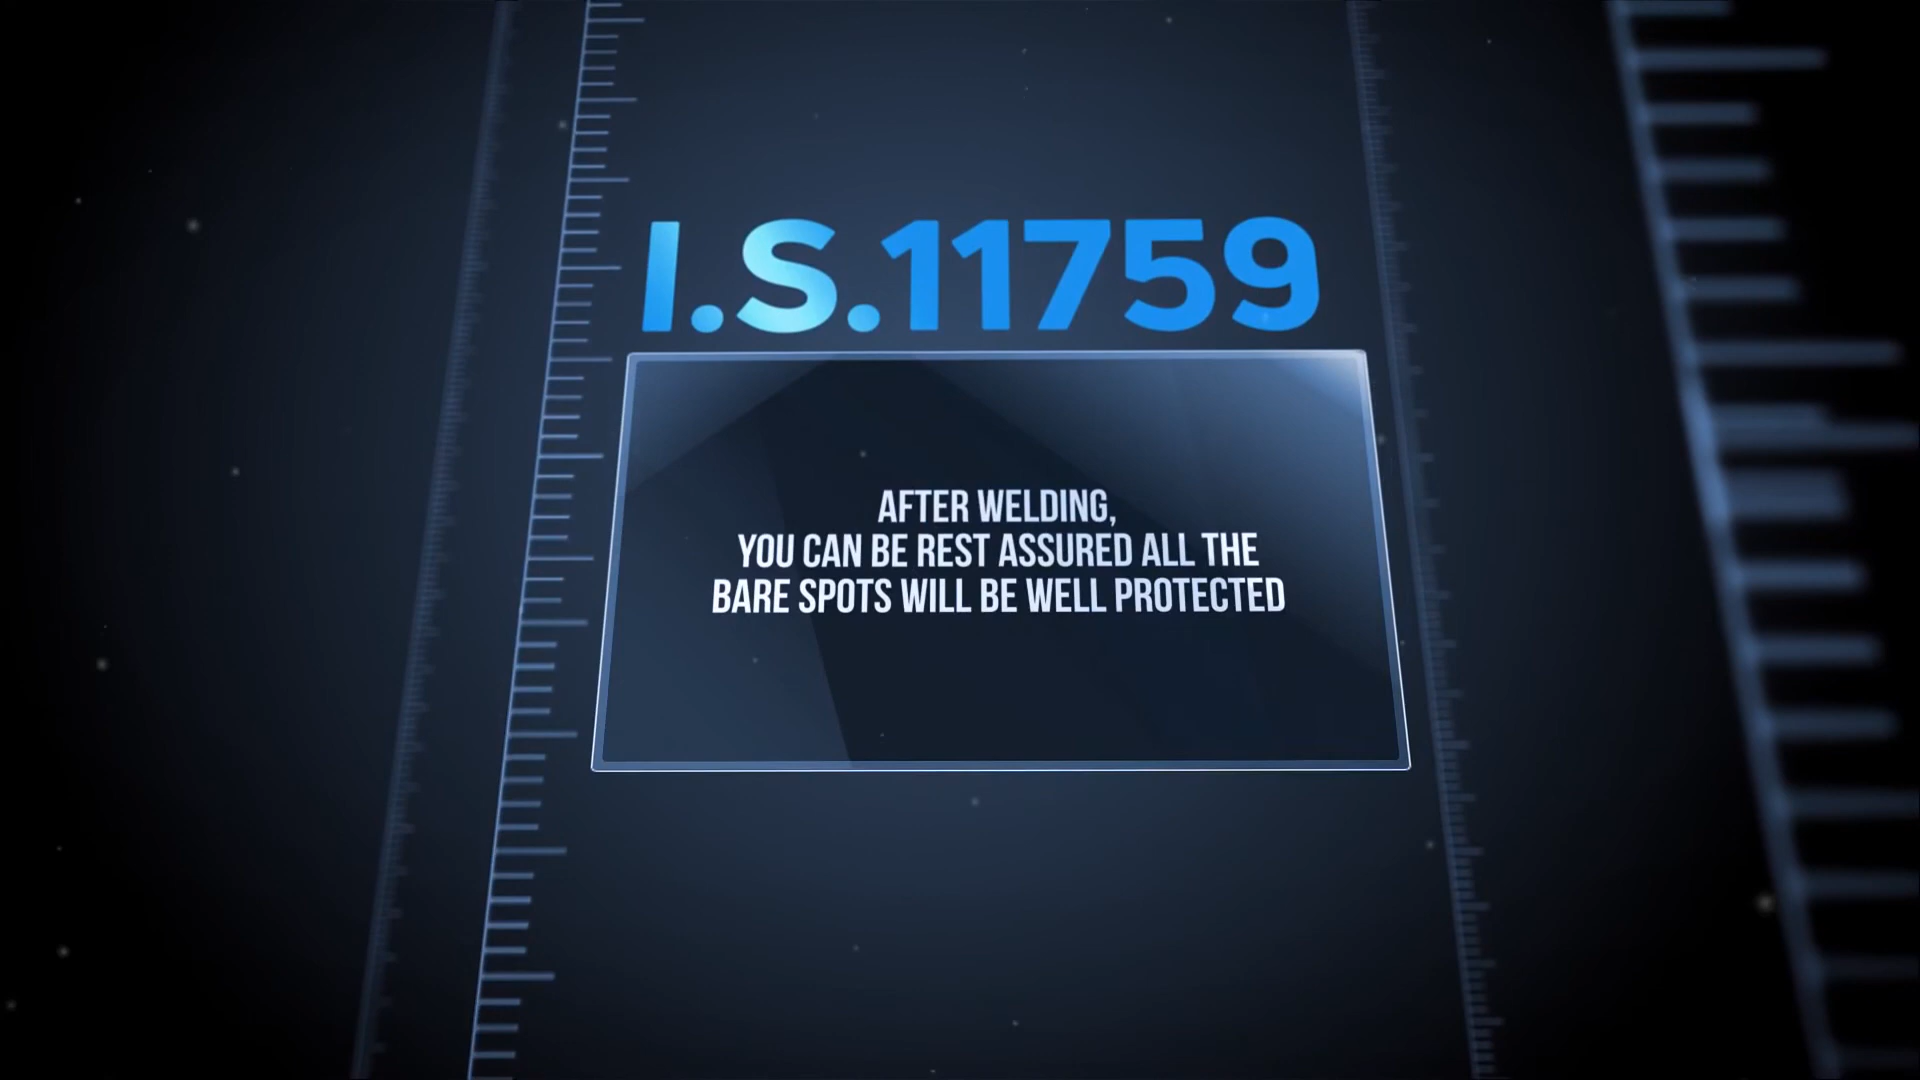 I.S.11759
AFTER WELDING,
YOU CAN BE REST ASSURED ALL THE
BARE SPOTS WILL BE WELL PROTECTED